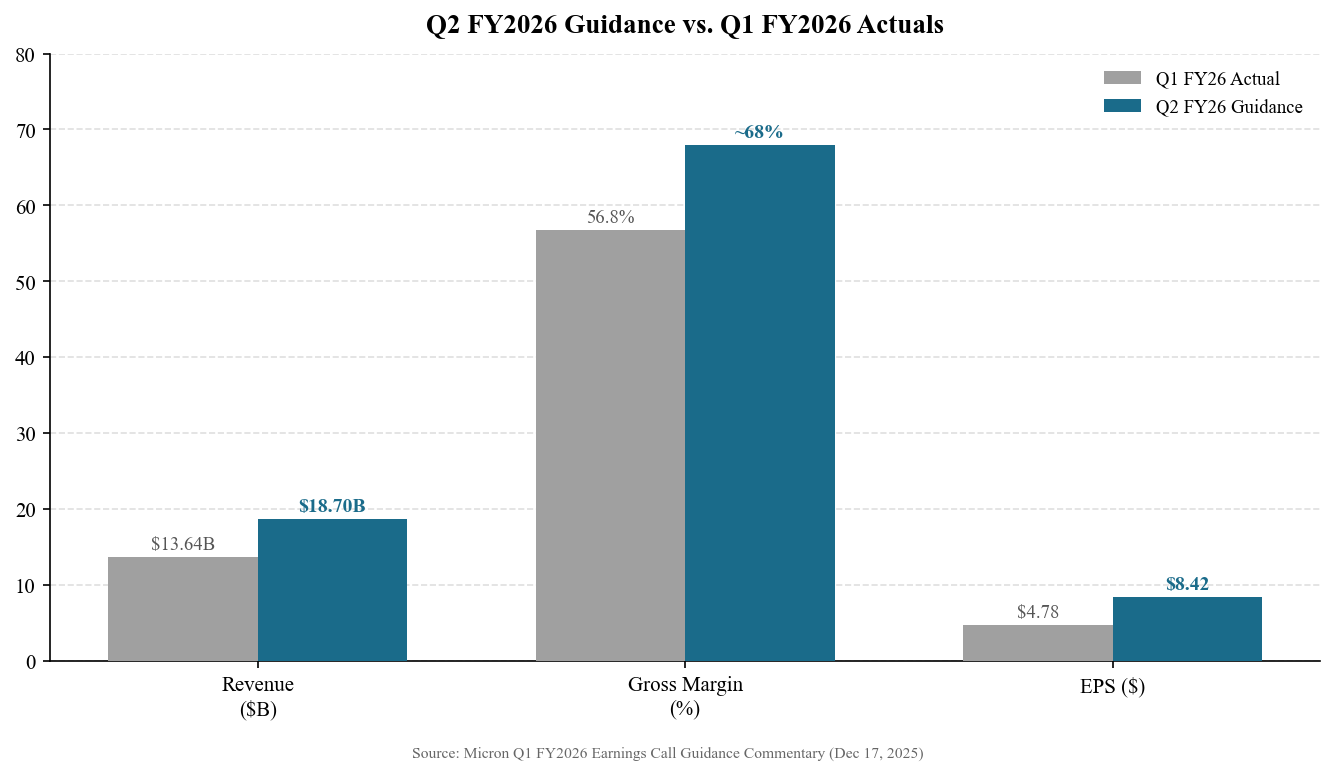 Q2 FY2026 Guidance vs. Q1 FY2026 Actuals
80
70
60
50
40
30
20
10
0
Q1 FY26 Actual
Q2 FY26 Guidance
$13.64B
$18.70B
56.8%
~68%
$4.78
$8.42
Revenue
($B)
Gross Margin
(%)
EPS ($)
Source: Micron Q1 FY2026 Earnings Call Guidance Commentary (Dec 17, 2025)